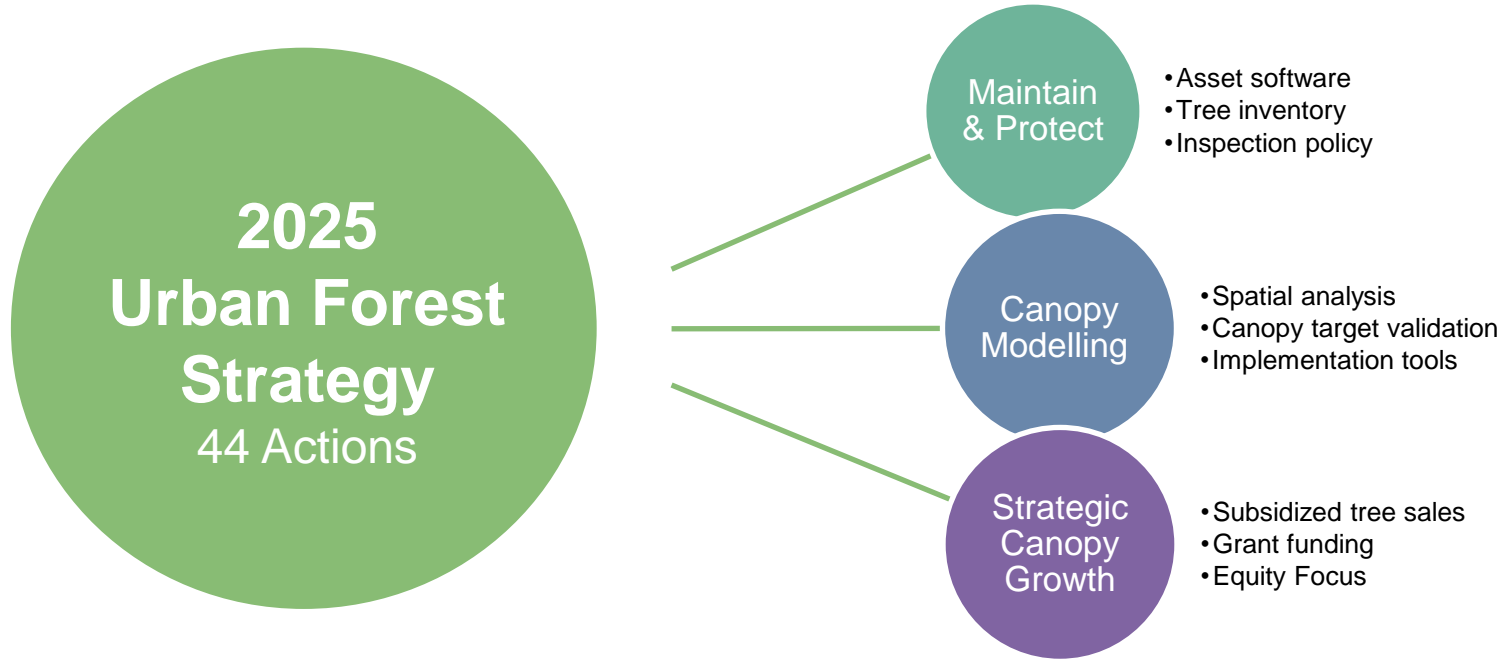 2025
Urban Forest
Strategy
44 Actions
Maintain
& Protect
•Asset software
•Tree inventory
•Inspection policy
Canopy
Modelling
•Spatial analysis
•Canopy target validation
•Implementation tools
Strategic
Canopy
Growth
•Subsidized tree sales
•Grant funding
•Equity Focus